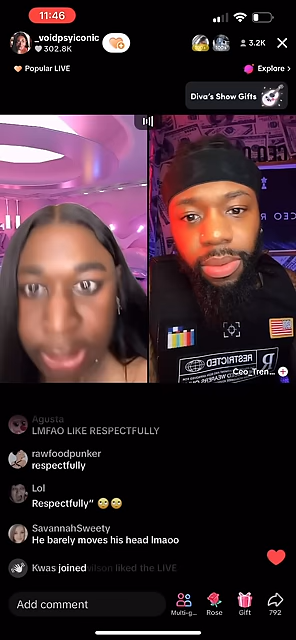 11:46
_voidpsyiconic
302.8K
3.2K
Popular LIVE
Explore >
Diva's Show Gifts
CEO
RESTRICTED
R
Ceo_Tren...
Agusta
LMFAO LIKE RESPECTFULLY
rawfoodpunker
respectfully
Lol
Respectfully” 🙄🙄
SavannahSweety
He barely moves his head lmaoo
Kwas joined
liked the LIVE
Add comment
Multi-g...
Rose
Gift
792